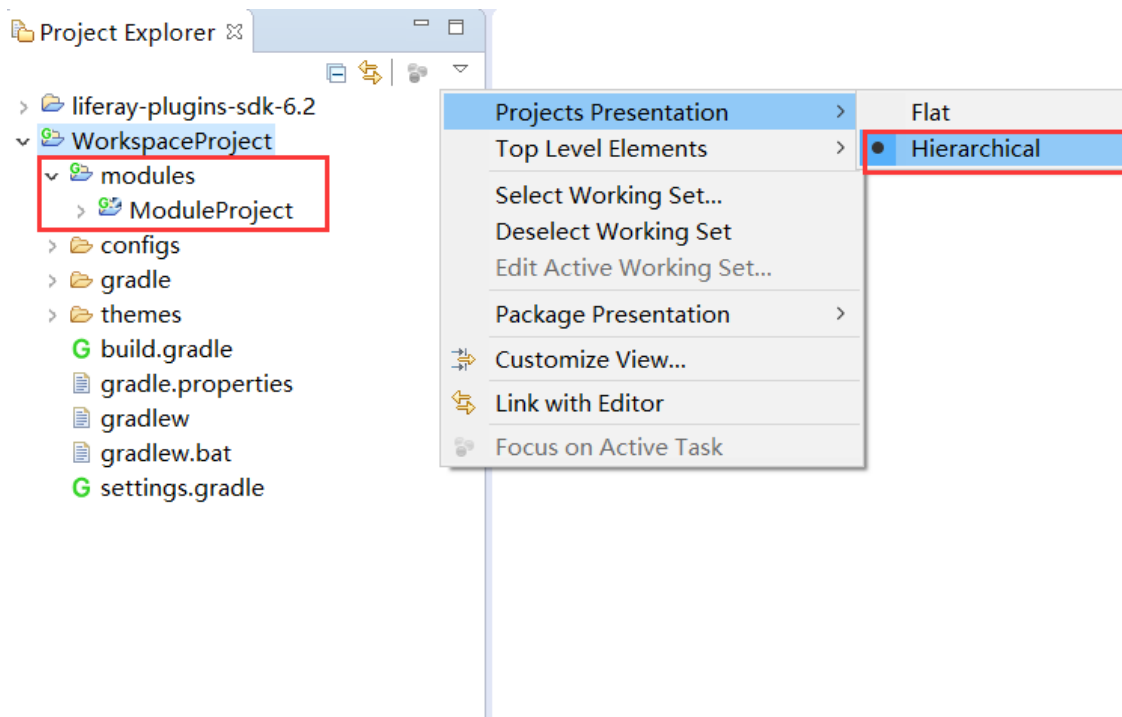 Project Explorer
liferay-plugins-sdk-6.2
WorkspaceProject
modules
ModuleProject
configs
gradle
themes
build.gradle
gradle.properties
gradlew
gradlew.bat
settings.gradle
Projects Presentation
Top Level Elements
Select Working Set...
Deselect Working Set
Edit Active Working Set...
Package Presentation
Customize View...
Link with Editor
Focus on Active Task
Flat
Hierarchical